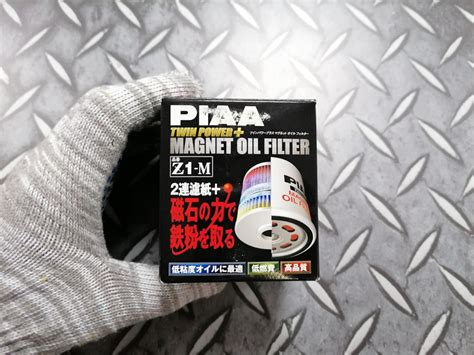 PIAA
TWIN POWER+
ツインパワープラス マグネット オイル フィルター
MAGNET OIL FILTER
品番
Z1-M
2連濾紙+
磁石の力で
鉄粉を取る
PIAA
OIL FI
低粘度オイルに最適
低燃費
高品質